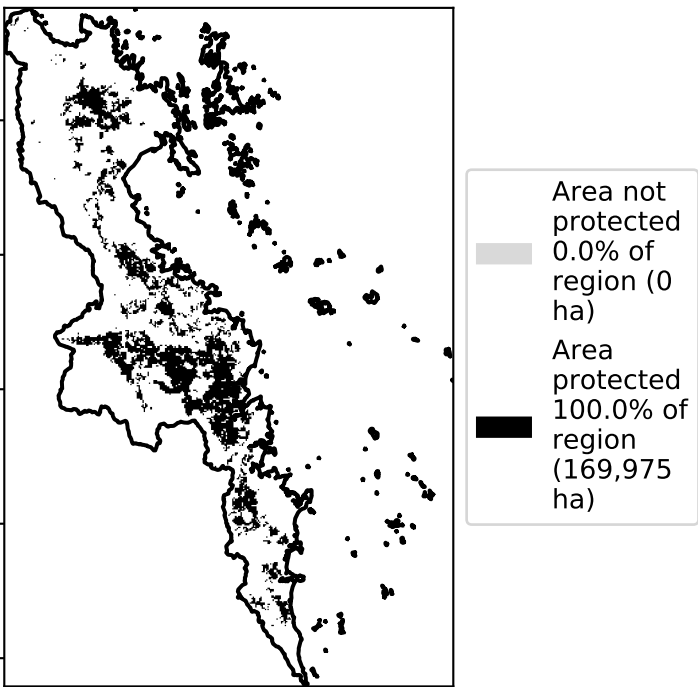 Area not
protected
0.0% of
region (0
ha)
Area
protected
100.0% of
region
(169,975
ha)